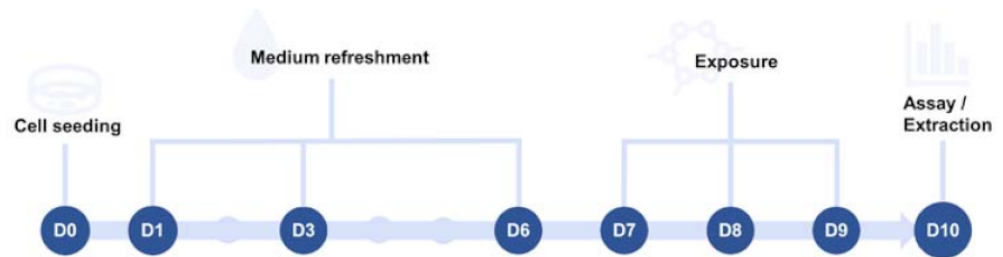 Medium refreshment
Exposure
Cell seeding
Assay /
Extraction
D0 D1 D3 D6 D7 D8 D9 D10